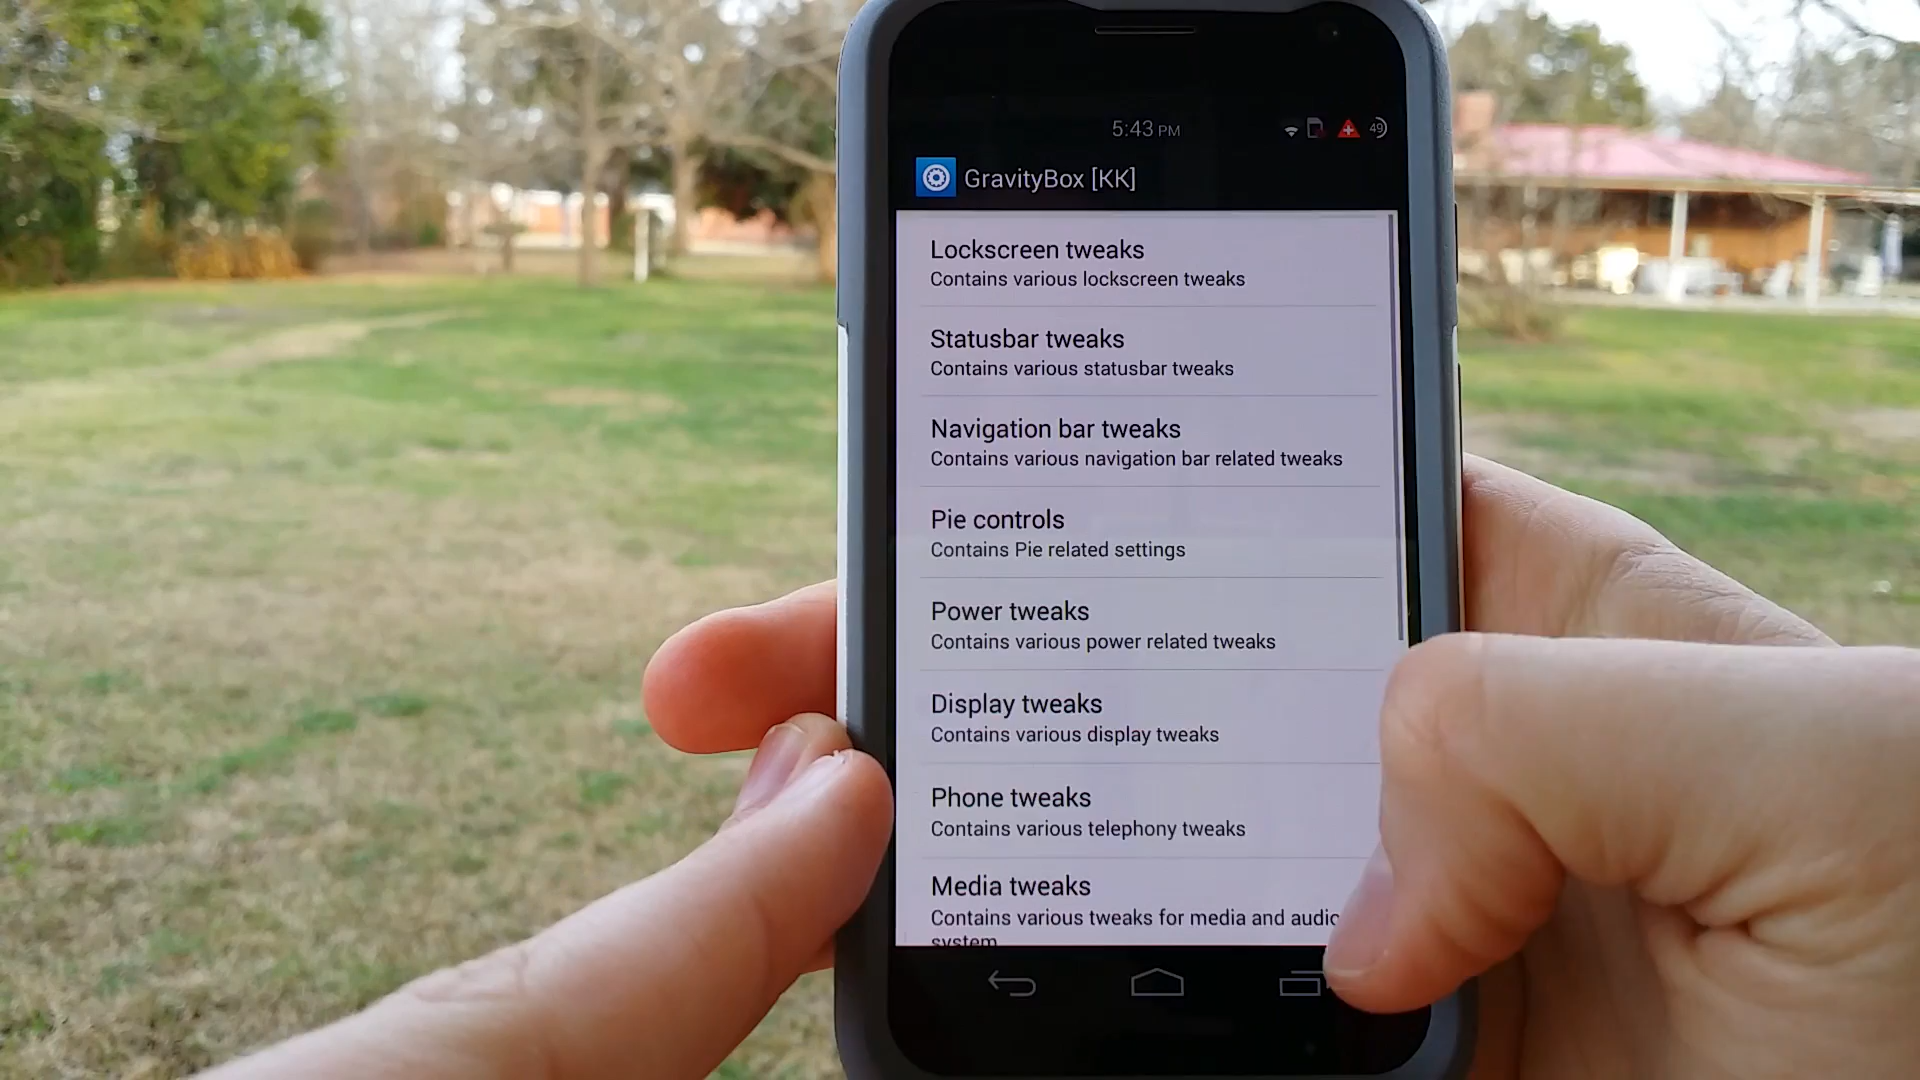 5:43 PM
49
GravityBox [KK]
Lockscreen tweaks
Contains various lockscreen tweaks
Statusbar tweaks
Contains various statusbar tweaks
Navigation bar tweaks
Contains various navigation bar related tweaks
Pie controls
Contains Pie related settings
Power tweaks
Contains various power related tweaks
Display tweaks
Contains various display tweaks
Phone tweaks
Contains various telephony tweaks
Media tweaks
Contains various tweaks for media and audio
system